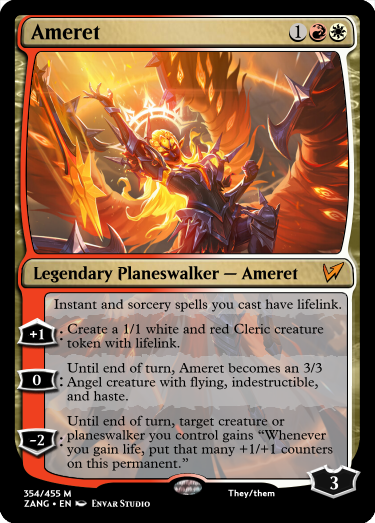 Ameret 1
Legendary Planeswalker — Ameret
Instant and sorcery spells you cast have lifelink.
+1: Create a 1/1 white and red Cleric creature
token with lifelink.
0: Until end of turn, Ameret becomes an 3/3
Angel creature with flying, indestructible,
and haste.
-2: Until end of turn, target creature or
planeswalker you control gains “Whenever
you gain life, put that many +1/+1 counters
on this permanent.”
3
354/455 M
They/them
ZANG • EN Envar Studio